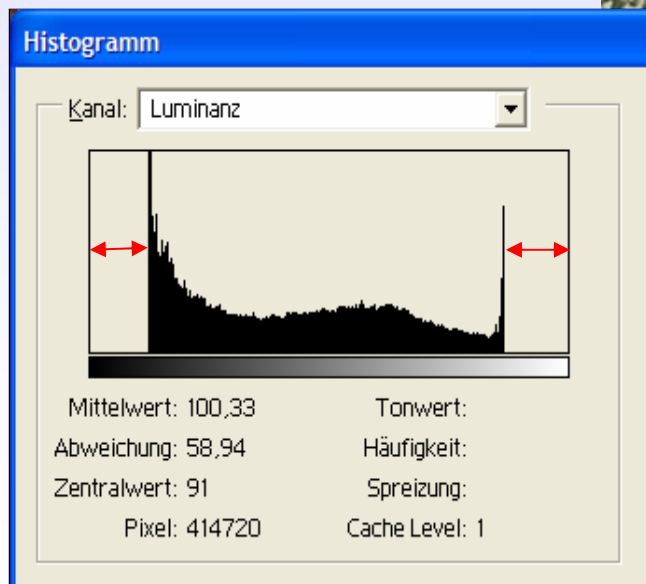 Histogramm
Kanal: Luminanz
Mittelwert: 100,33 Tonwert:
Abweichung: 58,94 Häufigkeit:
Zentralwert: 91 Spreizung:
Pixel: 414720 Cache Level: 1